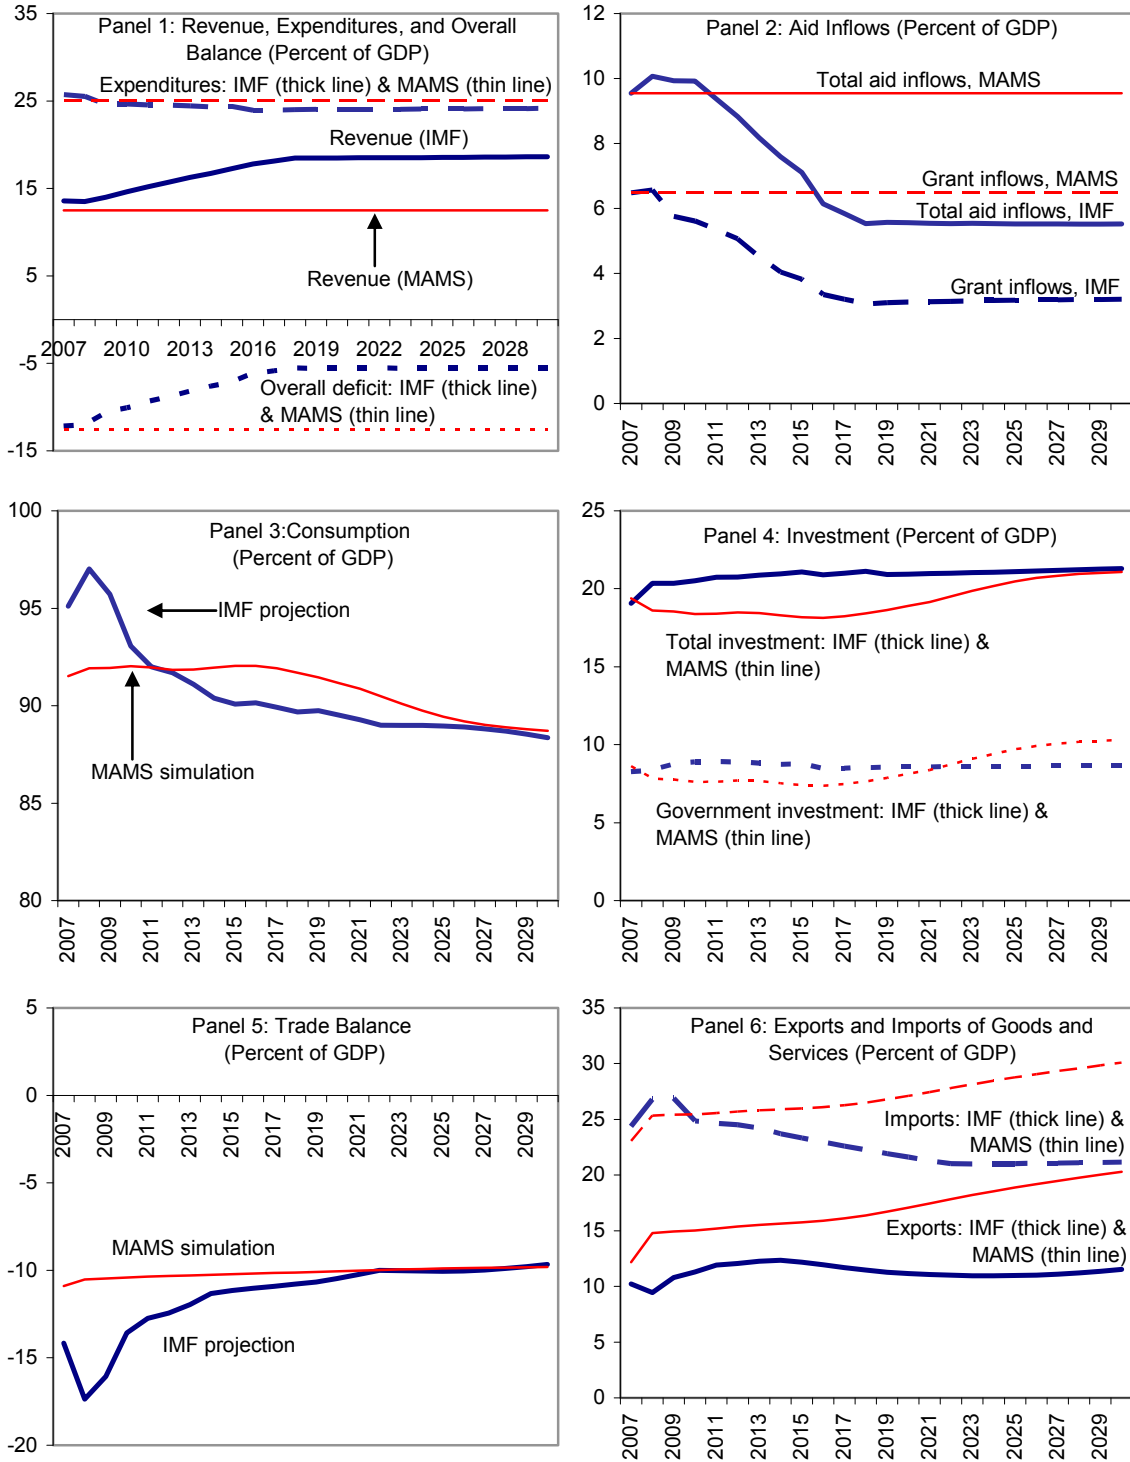 Panel 1: Revenue, Expenditures, and Overall
Balance (Percent of GDP)
35
25
15
5
-5
-15
Expenditures: IMF (thick line) & MAMS (thin line)
Revenue (IMF)
Revenue (MAMS)
2007 2010 2013 2016 2019 2022 2025 2028
Overall deficit: IMF (thick line)
& MAMS (thin line)
Panel 2: Aid Inflows (Percent of GDP)
12
10
8
6
4
2
0
Total aid inflows, MAMS
Grant inflows, MAMS
Total aid inflows, IMF
Grant inflows, IMF
2007 2009 2011 2013 2015 2017 2019 2021 2023 2025 2027 2029
Panel 3:Consumption
(Percent of GDP)
100
95
90
85
80
IMF projection
MAMS simulation
2007 2009 2011 2013 2015 2017 2019 2021 2023 2025 2027 2029
Panel 4: Investment (Percent of GDP)
25
20
15
10
5
0
Total investment: IMF (thick line) &
MAMS (thin line)
Government investment: IMF (thick line) &
MAMS (thin line)
2007 2009 2011 2013 2015 2017 2019 2021 2023 2025 2027 2029
Panel 5: Trade Balance
(Percent of GDP)
5
0
-5
-10
-15
-20
2007 2009 2011 2013 2015 2017 2019 2021 2023 2025 2027 2029
MAMS simulation
IMF projection
Panel 6: Exports and Imports of Goods and
Services (Percent of GDP)
35
30
25
20
15
10
5
0
Imports: IMF (thick line) &
MAMS (thin line)
Exports: IMF (thick line) &
MAMS (thin line)
2007 2009 2011 2013 2015 2017 2019 2021 2023 2025 2027 2029